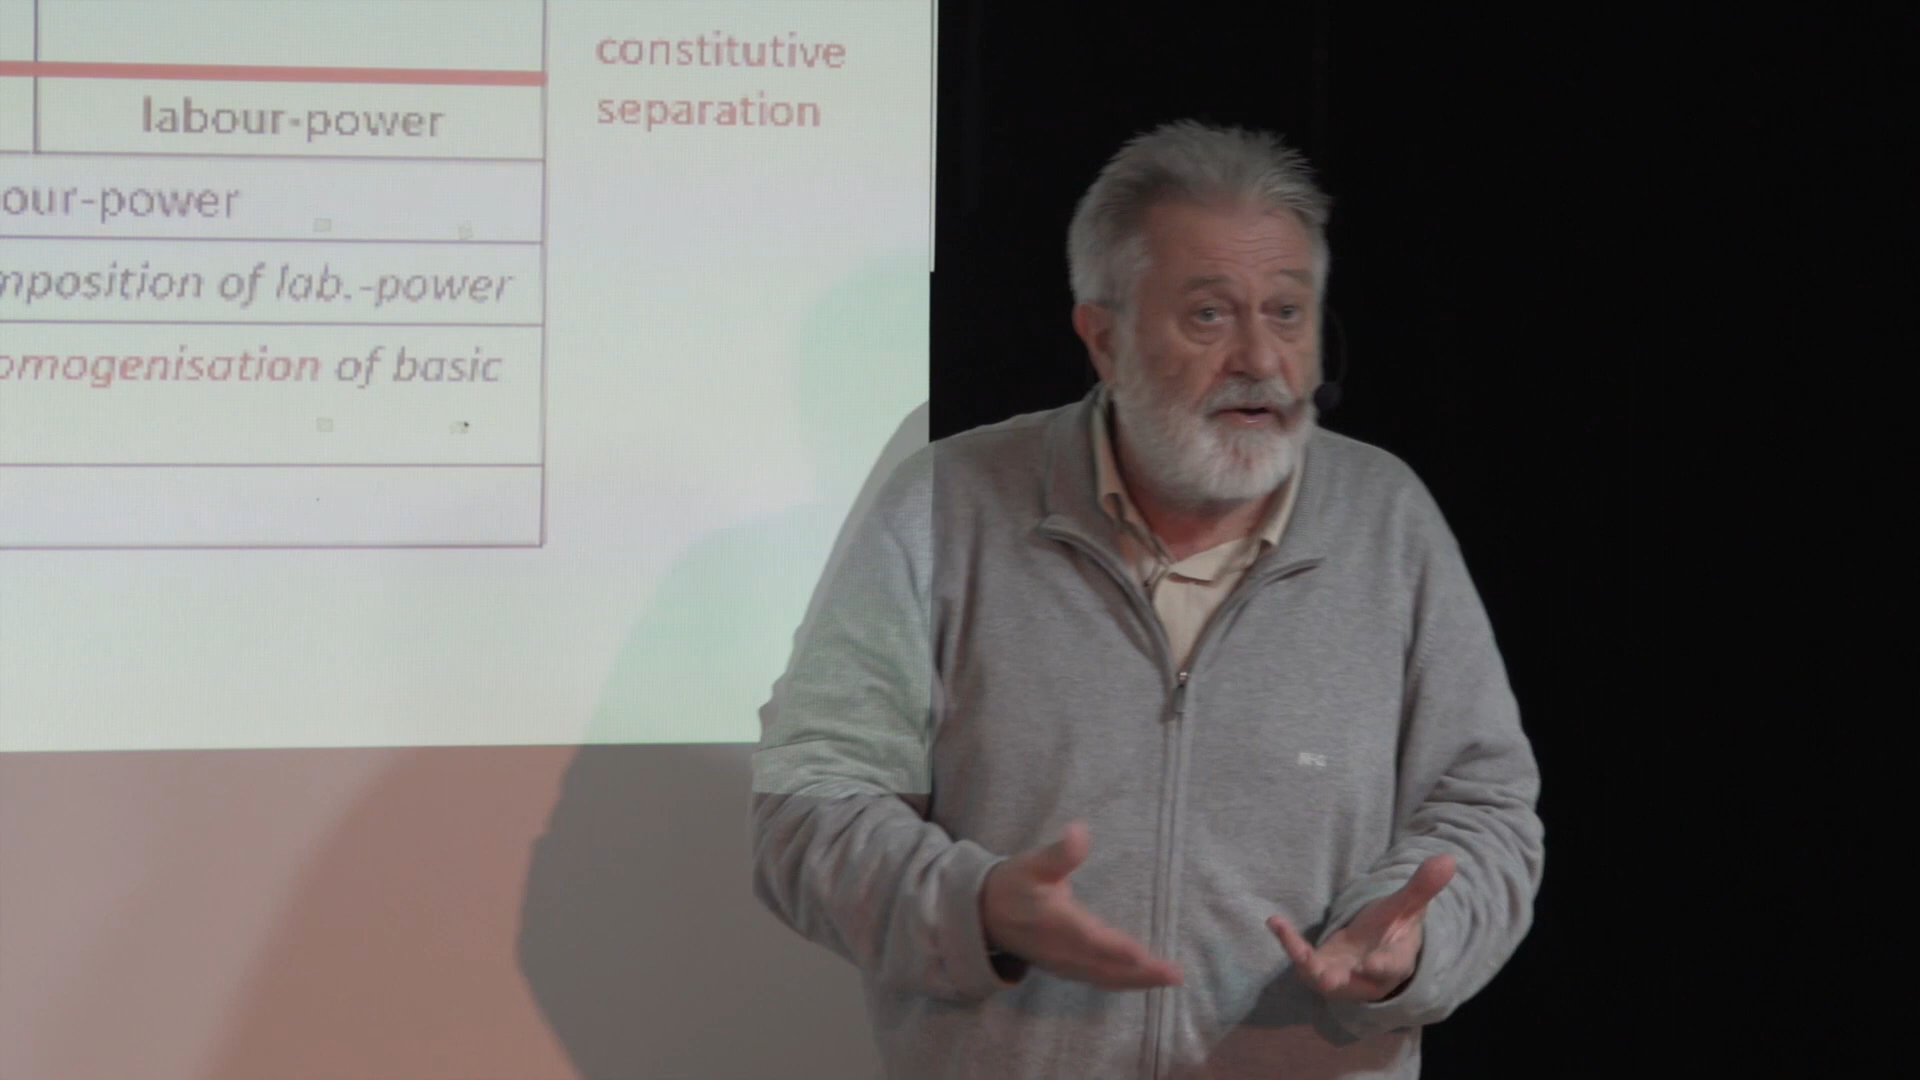 constitutive
separation
labour-power
our-power
mposition of lab.-power
omogenisation of basic